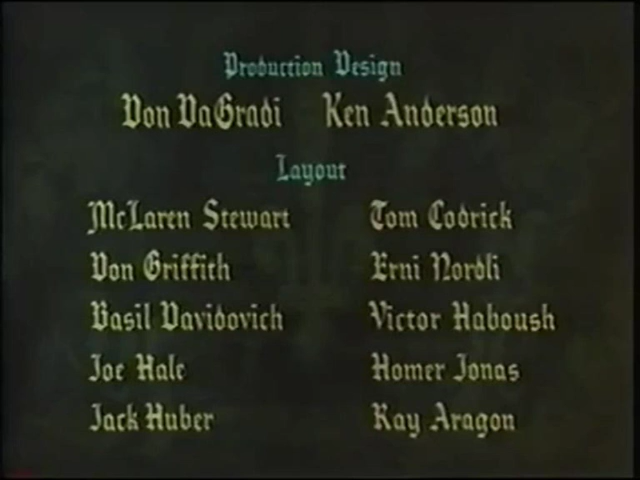 Production Design
Don DaGradi Ken Anderson
Layout
McLaren Stewart Tom Codrick
Don Griffith Erni Nordli
Basil Davidovich Victor Haboush
Joe Hale Homer Jonas
Jack Huber Ray Aragon